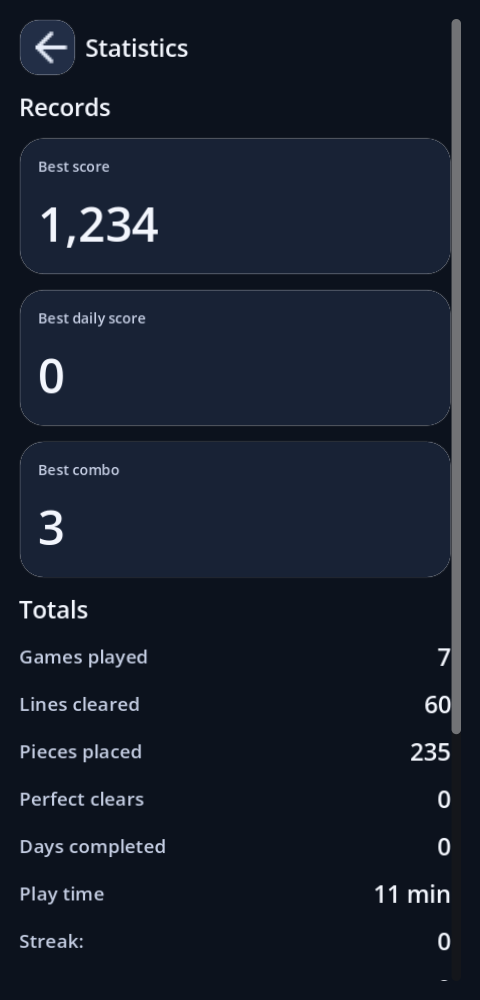 Statistics
Records
Best score
1,234
Best daily score
0
Best combo
3
Totals
Games played 7
Lines cleared 60
Pieces placed 235
Perfect clears 0
Days completed 0
Play time 11 min
Streak: 0